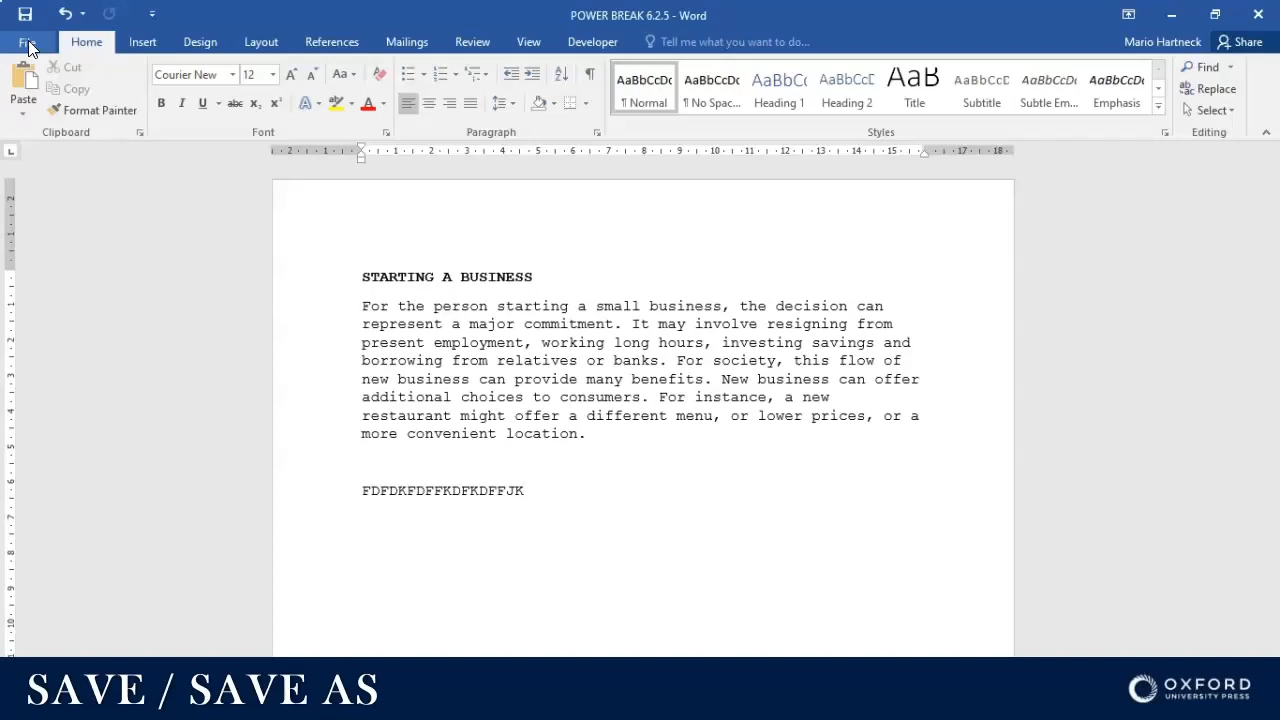 POWER BREAK 6.2.5 - Word
Home Insert Design Layout References Mailings Review View Developer Tell me what you want to do... Mario Hartneck Share
Paste
Cut
Copy
Format Painter
Clipboard
Courier New 12
Font
Paragraph
AaBbCcDc AaBbCcDc AaBbC( AaBbCcD AaB AaBbCcD AaBbCcDt AaBbCcDt
¶ Normal ¶ No Spac... Heading 1 Heading 2 Title Subtitle Subtle Em... Emphasis
Styles
Find
Replace
Select
Editing
STARTING A BUSINESS
For the person starting a small business, the decision can
represent a major commitment. It may involve resigning from
present employment, working long hours, investing savings and
borrowing from relatives or banks. For society, this flow of
new business can provide many benefits. New business can offer
additional choices to consumers. For instance, a new
restaurant might offer a different menu, or lower prices, or a
more convenient location.
FDFDKFDFFKDFKDFFJK
SAVE / SAVE AS
OXFORD
UNIVERSITY PRESS